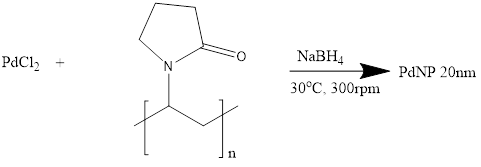 PdCl₂ +
N
O
n
NaBH₄
30°C, 300rpm
PdNP 20nm